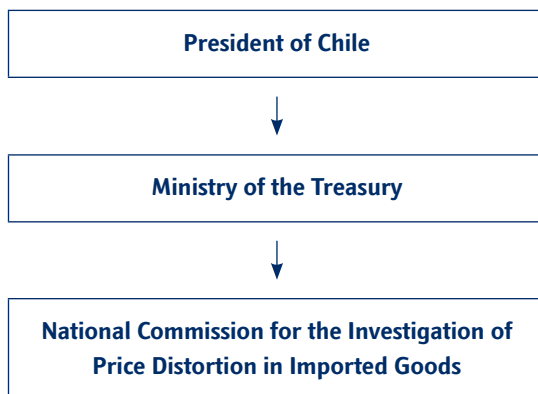 President of Chile
Ministry of the Treasury
National Commission for the Investigation of
Price Distortion in Imported Goods